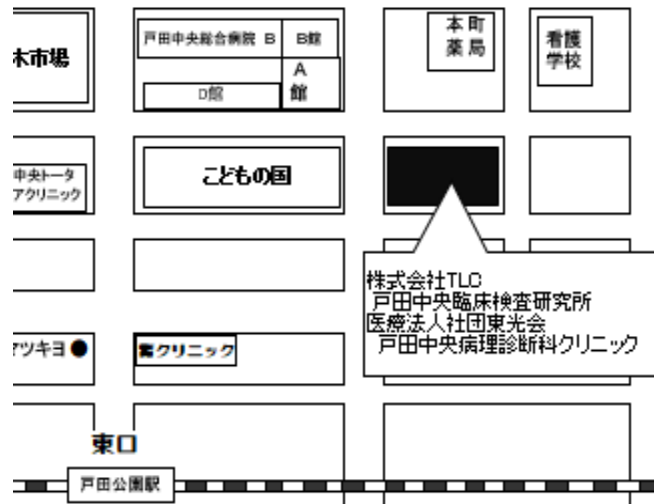 木市場
戸田中央総合病院 B
B館
A
館
D館
本町
薬局
看護
学校
中央トータ
アクリニック
こどもの国
株式会社TLC
戸田中央臨床検査研究所
医療法人社団東光会
戸田中央病理診断科クリニック
マツキヨ●
クリニック
東口
戸田公園駅